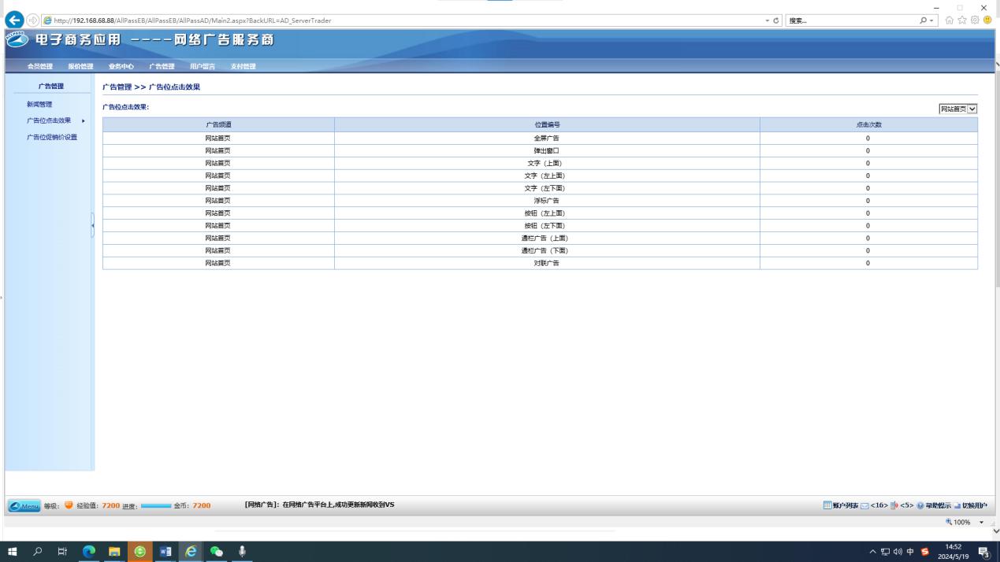 http://192.168.68.88/AllPassEB/AllPassEB/AllPassAD/Main2.aspx?BackURL=AD_ServerTrader
搜索...
ALLPASS 电子商务应用 ----网络广告服务商
会员管理 报价管理 业务中心 广告管理 用户留言 支付管理
广告管理
新闻管理
广告位点击效果
广告位促销价设置
广告管理 >> 广告位点击效果
广告位点击效果:
网站首页
广告频道 位置编号 点击次数
网站首页 全屏广告 0
网站首页 弹出窗口 0
网站首页 文字（上面） 0
网站首页 文字（左上面） 0
网站首页 文字（左下面） 0
网站首页 浮标广告 0
网站首页 按钮（左上面） 0
网站首页 按钮（左下面） 0
网站首页 通栏广告（上面） 0
网站首页 通栏广告（下面） 0
网站首页 对联广告 0
Menu 等级: 经验值: 7200 进度: 金币: 7200 [网络广告]: 在网络广告平台上,成功更新新闻收到VS 账户列表 <16> <5> 帮助提示 切换用户
100%
中 14:52
2024/5/19 3